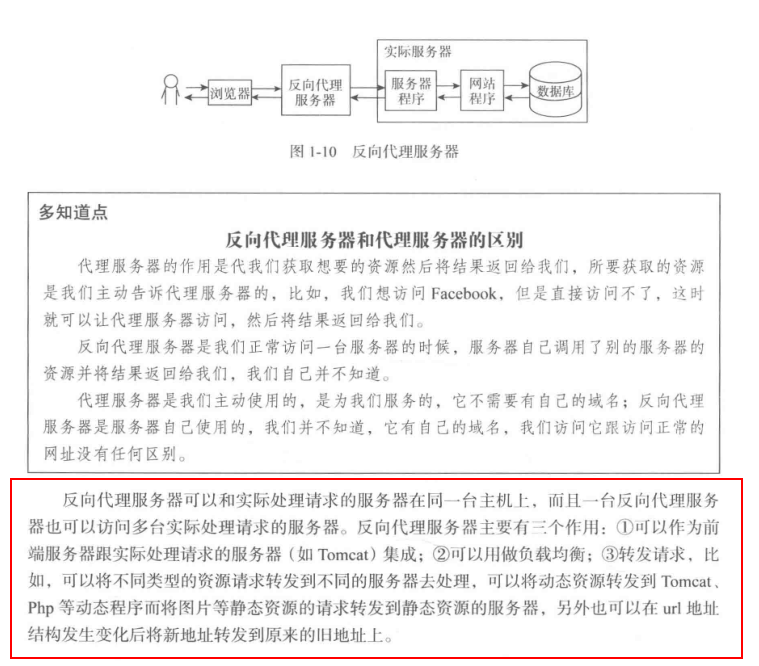 实际服务器
浏览器
反向代理
服务器
服务器
程序
网站
程序
数据库
图 1-10 反向代理服务器
多知道点
反向代理服务器和代理服务器的区别
代理服务器的作用是代我们获取想要的资源然后将结果返回给我们，所要获取的资源
是我们主动告诉代理服务器的，比如，我们想访问 Facebook，但是直接访问不了，这时
就可以让代理服务器访问，然后将结果返回给我们。
反向代理服务器是我们正常访问一台服务器的时候，服务器自己调用了别的服务器的
资源并将结果返回给我们，我们自己并不知道。
代理服务器是我们主动使用的，是为我们服务的，它不需要有自己的域名；反向代理
服务器是服务器自己使用的，我们并不知道，它有自己的域名，我们访问它跟访问正常的
网址没有任何区别。
反向代理服务器可以和实际处理请求的服务器在同一台主机上，而且一台反向代理服务
器也可以访问多台实际处理请求的服务器。反向代理服务器主要有三个作用：①可以作为前
端服务器跟实际处理请求的服务器（如 Tomcat）集成；②可以用做负载均衡；③转发请求，比
如，可以将不同类型的资源请求转发到不同的服务器去处理，可以将动态资源转发到 Tomcat、
Php 等动态程序而将图片等静态资源的请求转发到静态资源的服务器，另外也可以在 url 地址
结构发生变化后将新地址转发到原来的旧地址上。